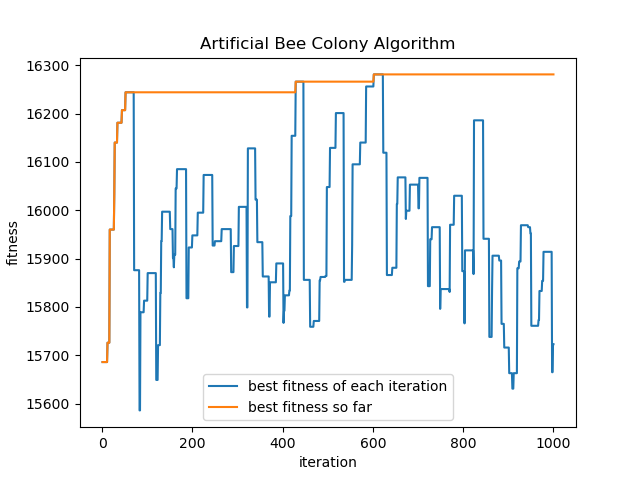 Artificial Bee Colony Algorithm
fitness
16300
16200
16100
16000
15900
15800
15700
15600
best fitness of each iteration
best fitness so far
0 200 400 600 800 1000
iteration